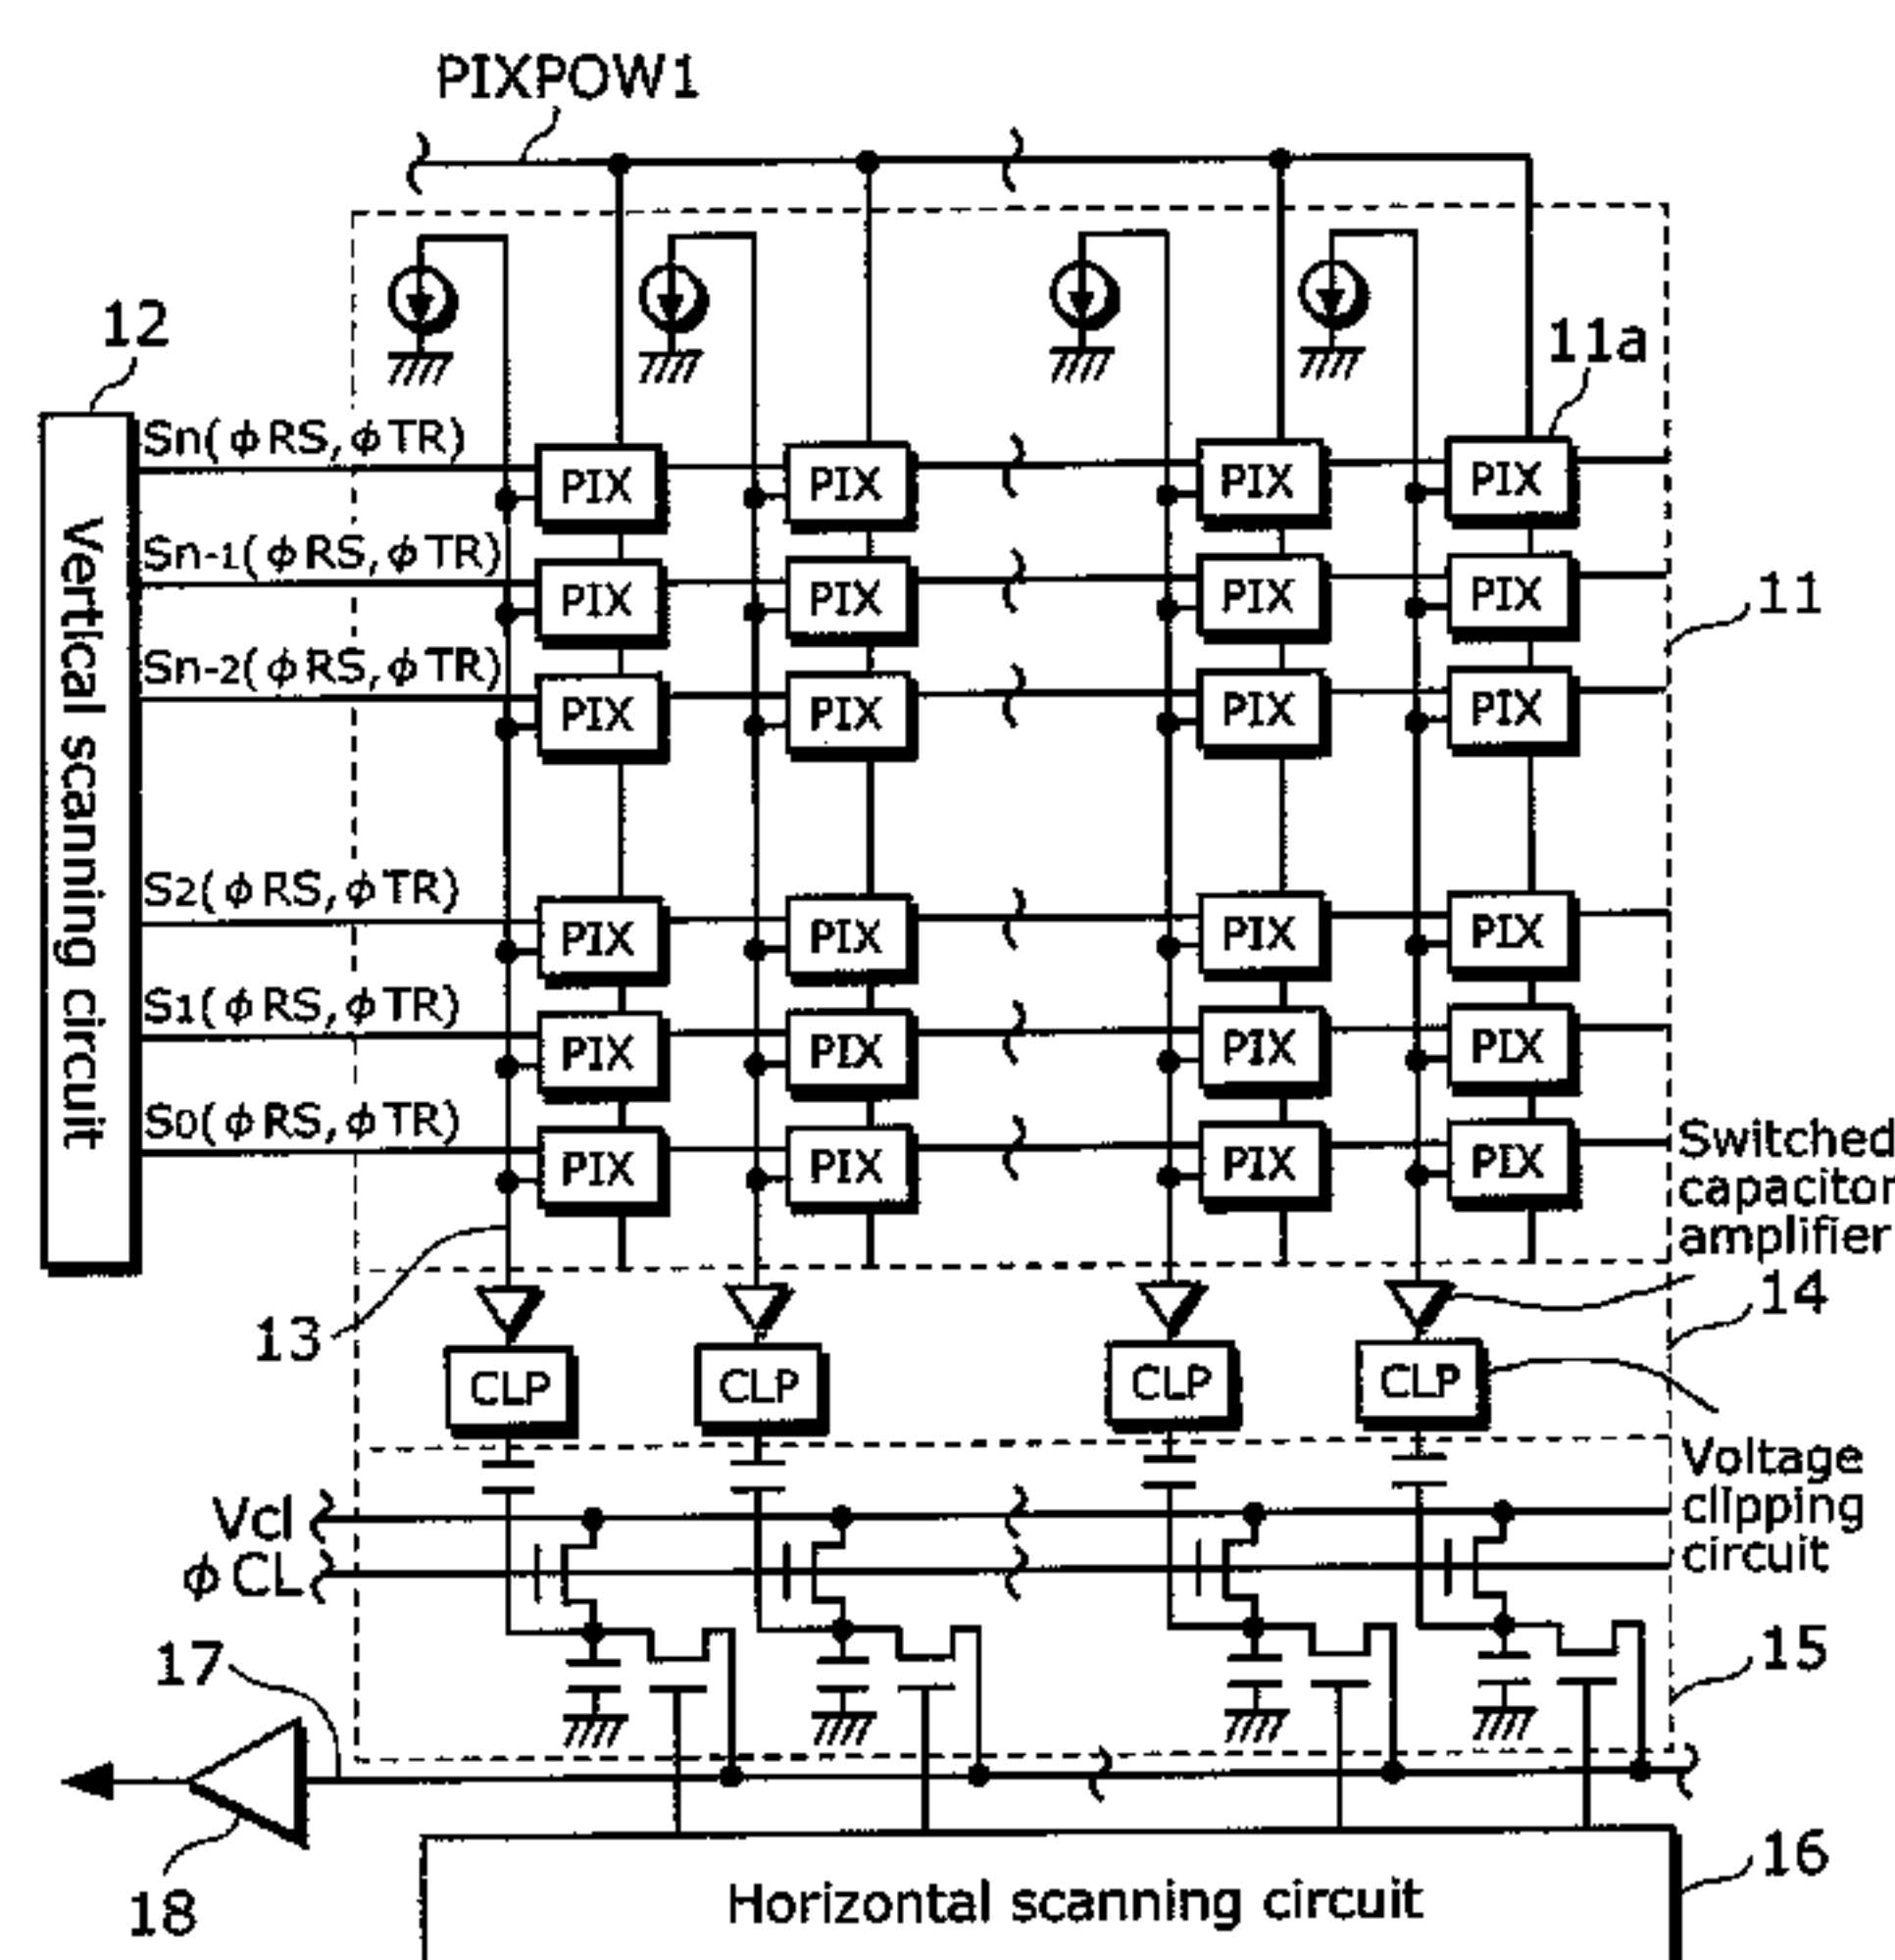 PIXPOW1
12
11a
Sn(ϕRS,ϕTR)
PIX PIX PIX PIX
Sn-1(ϕRS,ϕTR)
PIX PIX PIX PIX
11
Sn-2(ϕRS,ϕTR)
PIX PIX PIX PIX
Vertical scanning circuit
S2(ϕRS,ϕTR)
PIX PIX PIX PIX
S1(ϕRS,ϕTR)
PIX PIX PIX PIX
S0(ϕRS,ϕTR)
PIX PIX PIX PIX
Switched
capacitor
amplifier
13
14
CLP CLP CLP CLP
Voltage
clipping
circuit
Vcl
ϕCL
17
15
18
16
Horizontal scanning circuit